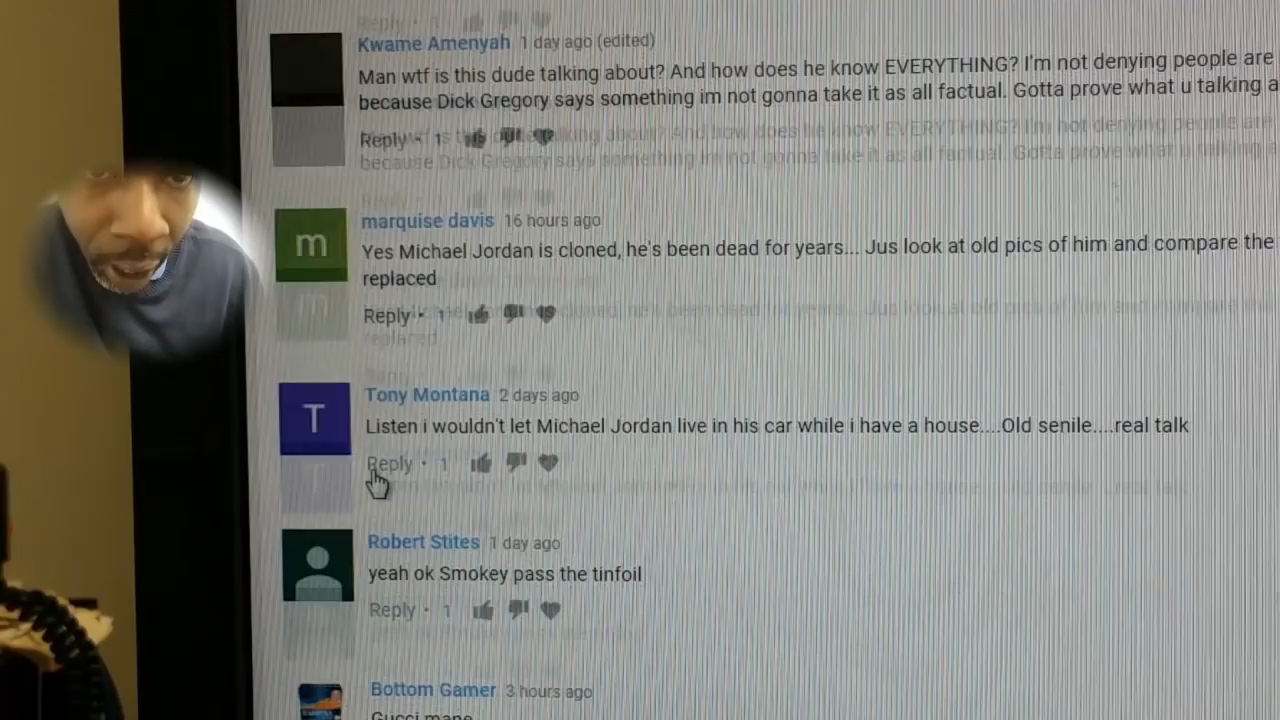 Reply · 1
Kwame Amenyah 1 day ago (edited)
Man wtf is this dude talking about? And how does he know EVERYTHING? I'm not denying people are
because Dick Gregory says something im not gonna take it as all factual. Gotta prove what u talking a
Reply · 1
marquise davis 16 hours ago
m
Yes Michael Jordan is cloned, he's been dead for years... Jus look at old pics of him and compare the
replaced
Reply · 1
Tony Montana 2 days ago
T
Listen i wouldn't let Michael Jordan live in his car while i have a house....Old senile....real talk
Reply · 1
Robert Stites 1 day ago
yeah ok Smokey pass the tinfoil
Reply · 1
Bottom Gamer 3 hours ago
Gucci mane